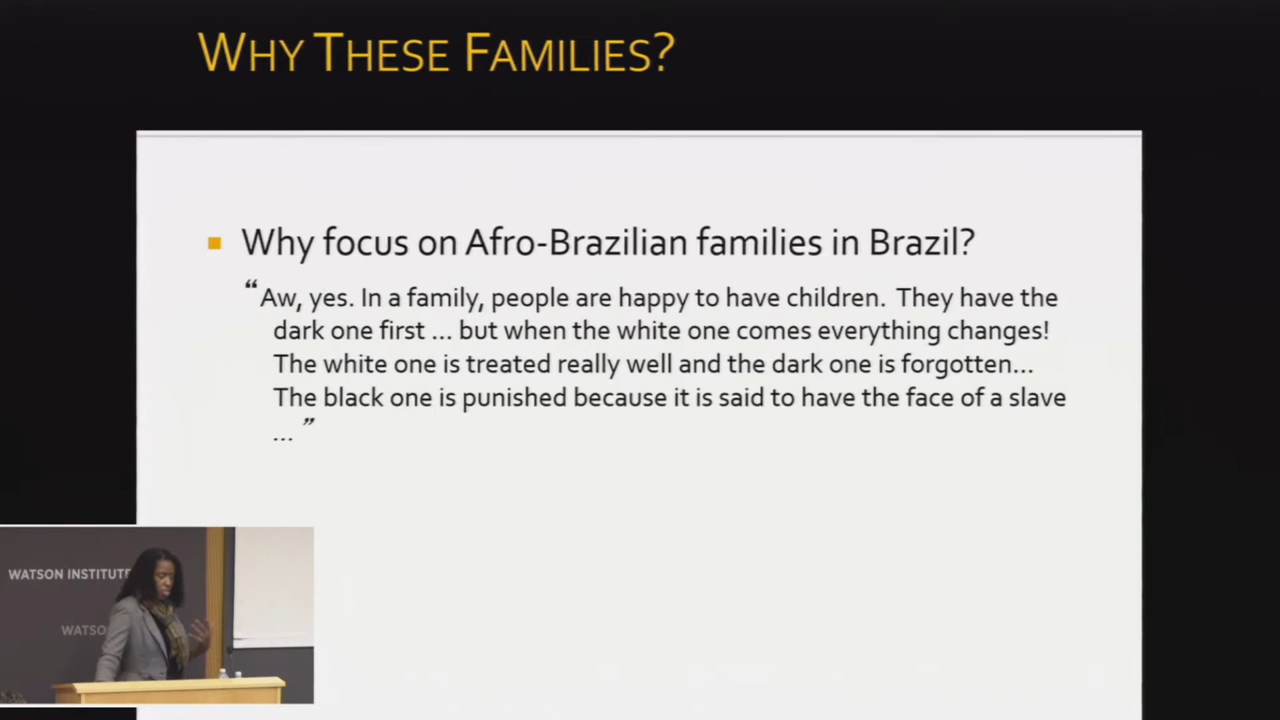 WHY THESE FAMILIES?
Why focus on Afro-Brazilian families in Brazil?
“Aw, yes. In a family, people are happy to have children. They have the
dark one first ... but when the white one comes everything changes!
The white one is treated really well and the dark one is forgotten...
The black one is punished because it is said to have the face of a slave
... ”
WATSON INSTITUTE
WATSO